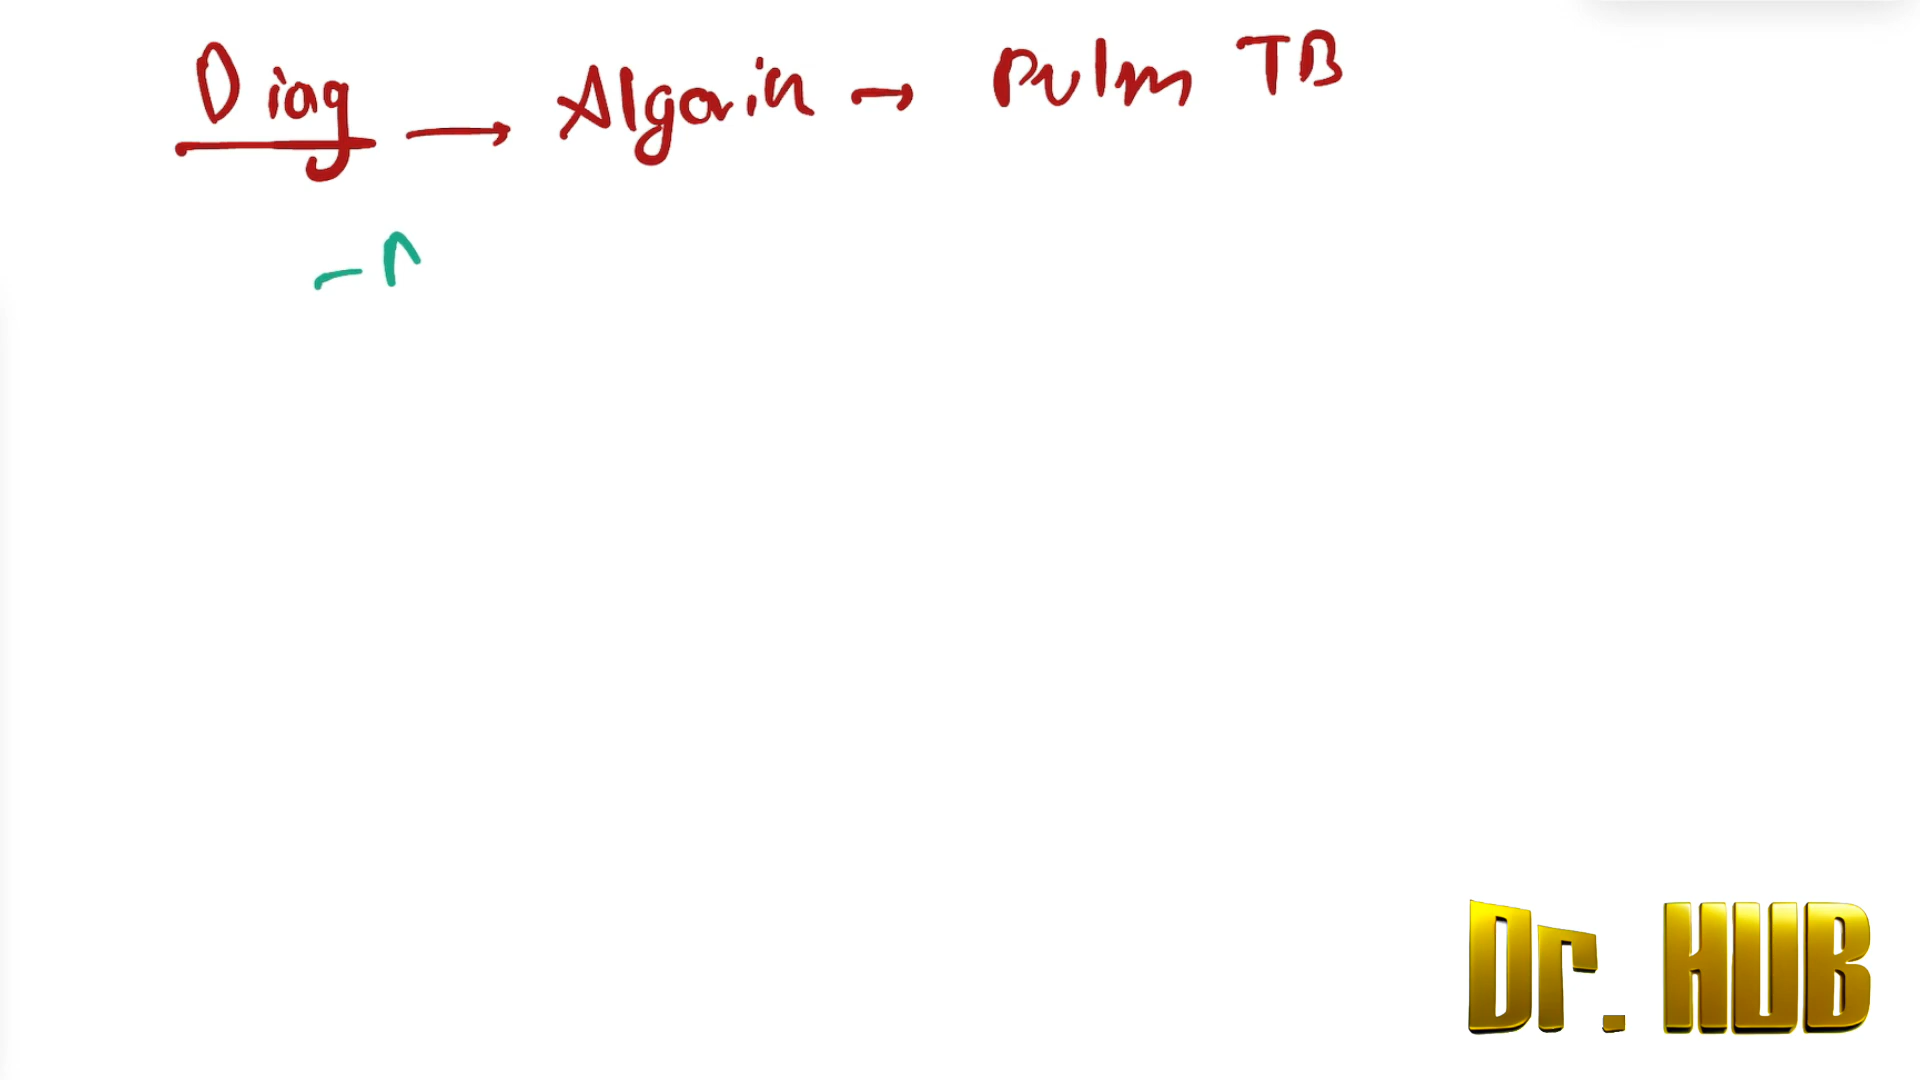 Diag → Algorin → Pulm TB
Dr. HUB